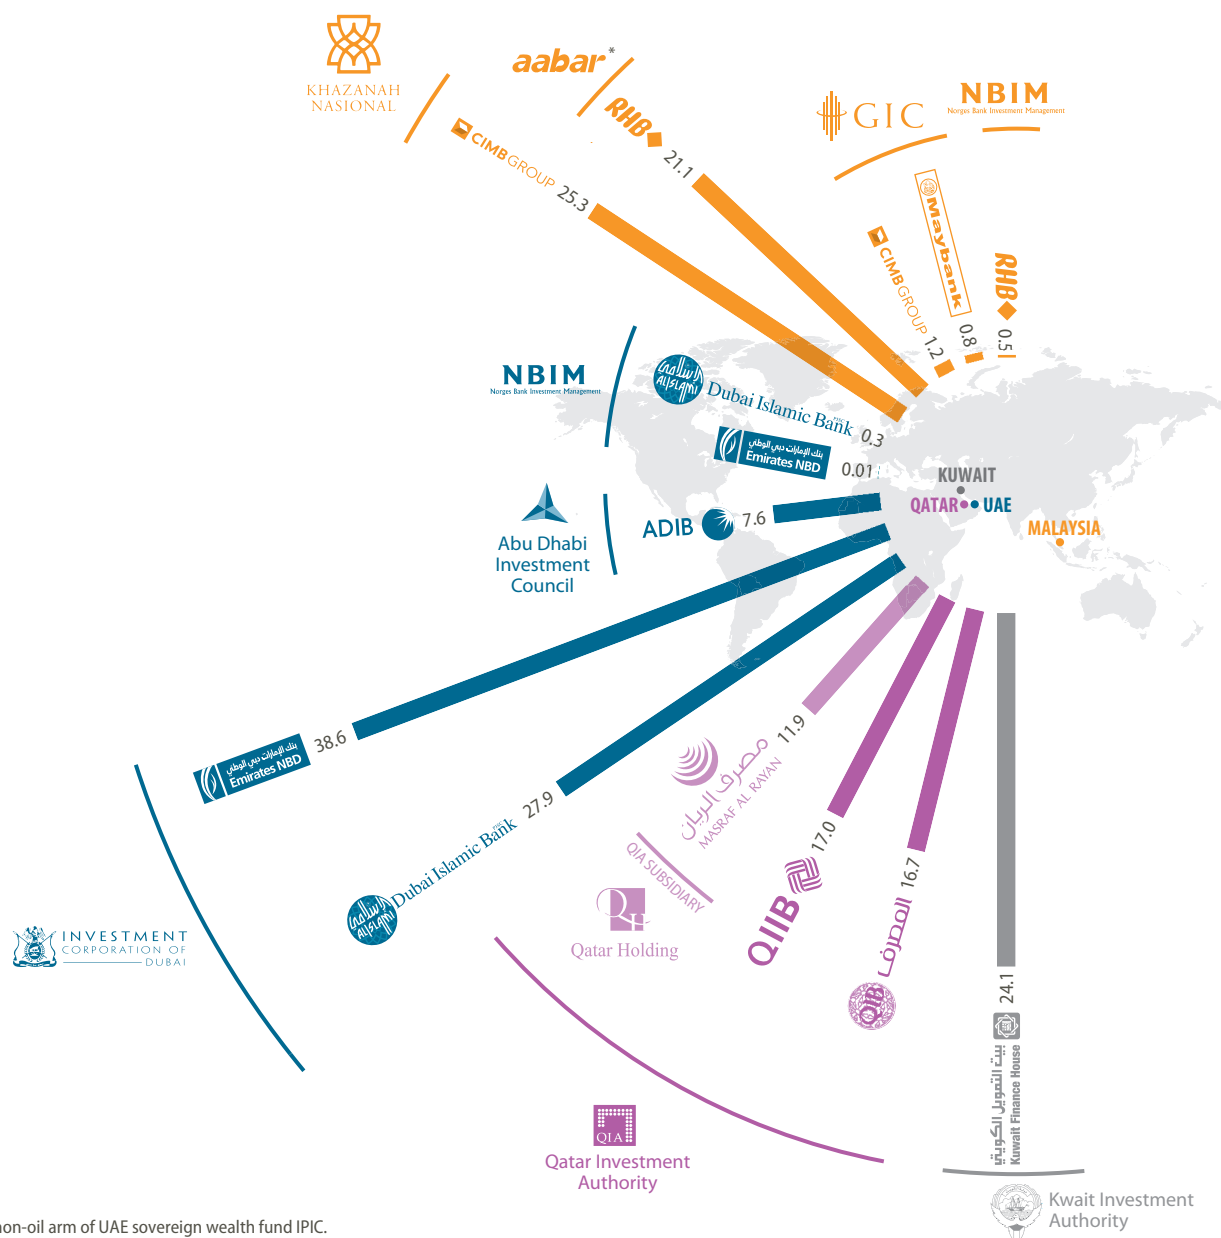 KHAZANAH
NASIONAL
aabar*
GIC
NBIM
Norges Bank Investment Management
CIMB GROUP 25.3
RHB 21.1
CIMB GROUP 1.2
Maybank 0.8
RHB 0.5
NBIM
Norges Bank Investment Management
Dubai Islamic Bank 0.3
بنك الإمارات دبي الوطني
Emirates NBD 0.01
Abu Dhabi
Investment
Council
ADIB 7.6
KUWAIT
QATAR
UAE
MALAYSIA
بنك الإمارات دبي الوطني
Emirates NBD 38.6
Dubai Islamic Bank 27.9
INVESTMENT
CORPORATION OF
DUBAI
مصرف الريان
MASRAF AL RAYAN 11.9
QIA SUBSIDIARY
QH
Qatar Holding
QIIB 17.0
QIB المصرف 16.7
QIA
Qatar Investment
Authority
24.1
بيت التمويل الكويتي
Kuwait Finance House
Kwait Investment
Authority
non-oil arm of UAE sovereign wealth fund IPIC.